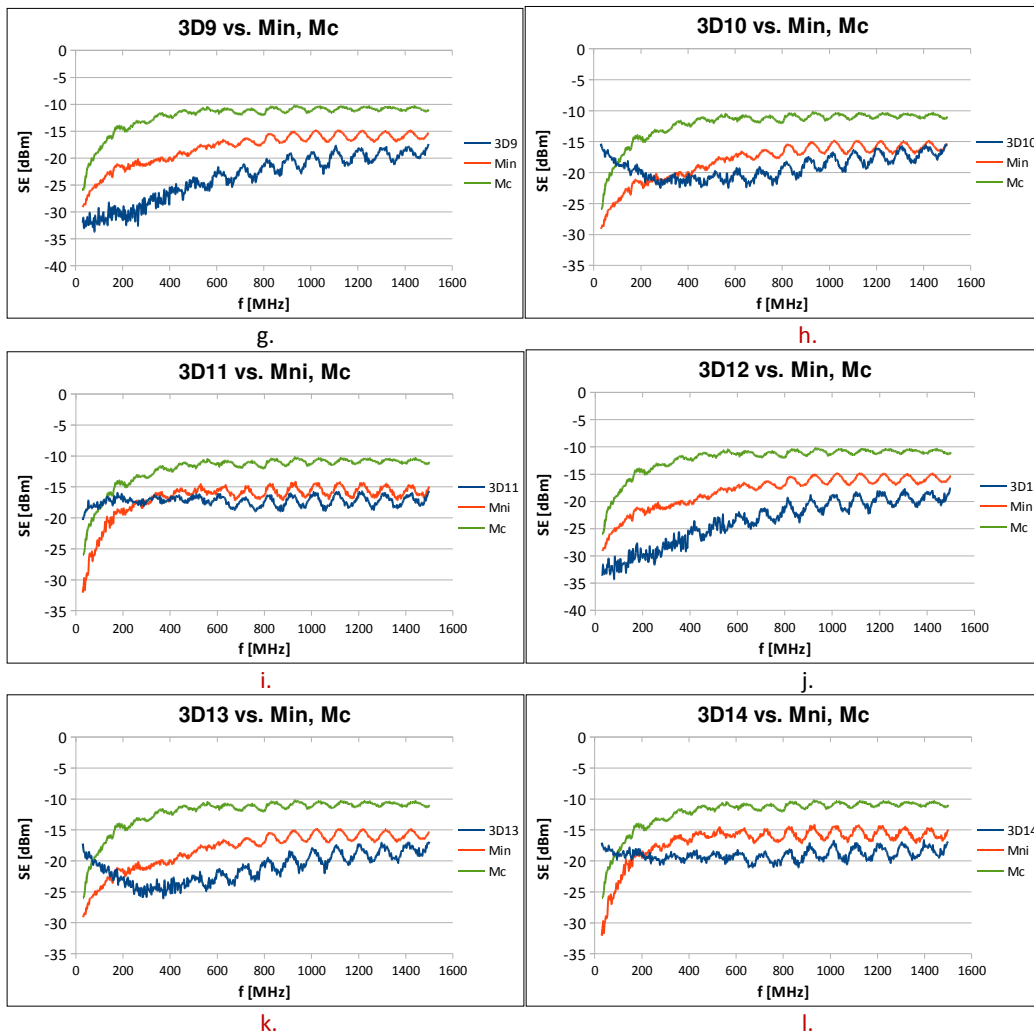 3D9 vs. Min, Mc
0
-5
-10
-15
-20
-25
-30
-35
-40
SE [dBm]
0 200 400 600 800 1000 1200 1400 1600
f [MHz]
3D9
Min
Mc
g.
3D10 vs. Min, Mc
0
-5
-10
-15
-20
-25
-30
-35
SE [dBm]
0 200 400 600 800 1000 1200 1400 1600
f [MHz]
3D10
Min
Mc
h.
3D11 vs. Mni, Mc
0
-5
-10
-15
-20
-25
-30
-35
SE [dBm]
0 200 400 600 800 1000 1200 1400 1600
f [MHz]
3D11
Mni
Mc
i.
3D12 vs. Min, Mc
0
-5
-10
-15
-20
-25
-30
-35
-40
SE [dBm]
0 200 400 600 800 1000 1200 1400 1600
f [MHz]
3D1
Min
Mc
j.
3D13 vs. Min, Mc
0
-5
-10
-15
-20
-25
-30
-35
SE [dBm]
0 200 400 600 800 1000 1200 1400 1600
f [MHz]
3D13
Min
Mc
k.
3D14 vs. Mni, Mc
0
-5
-10
-15
-20
-25
-30
-35
SE [dBm]
0 200 400 600 800 1000 1200 1400 1600
f [MHz]
3D14
Mni
Mc
l.